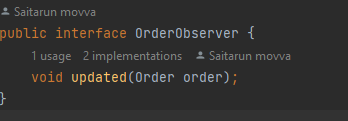 Saitarun movva
public interface OrderObserver {
1 usage 2 implementations Saitarun movva
void updated(Order order);
}